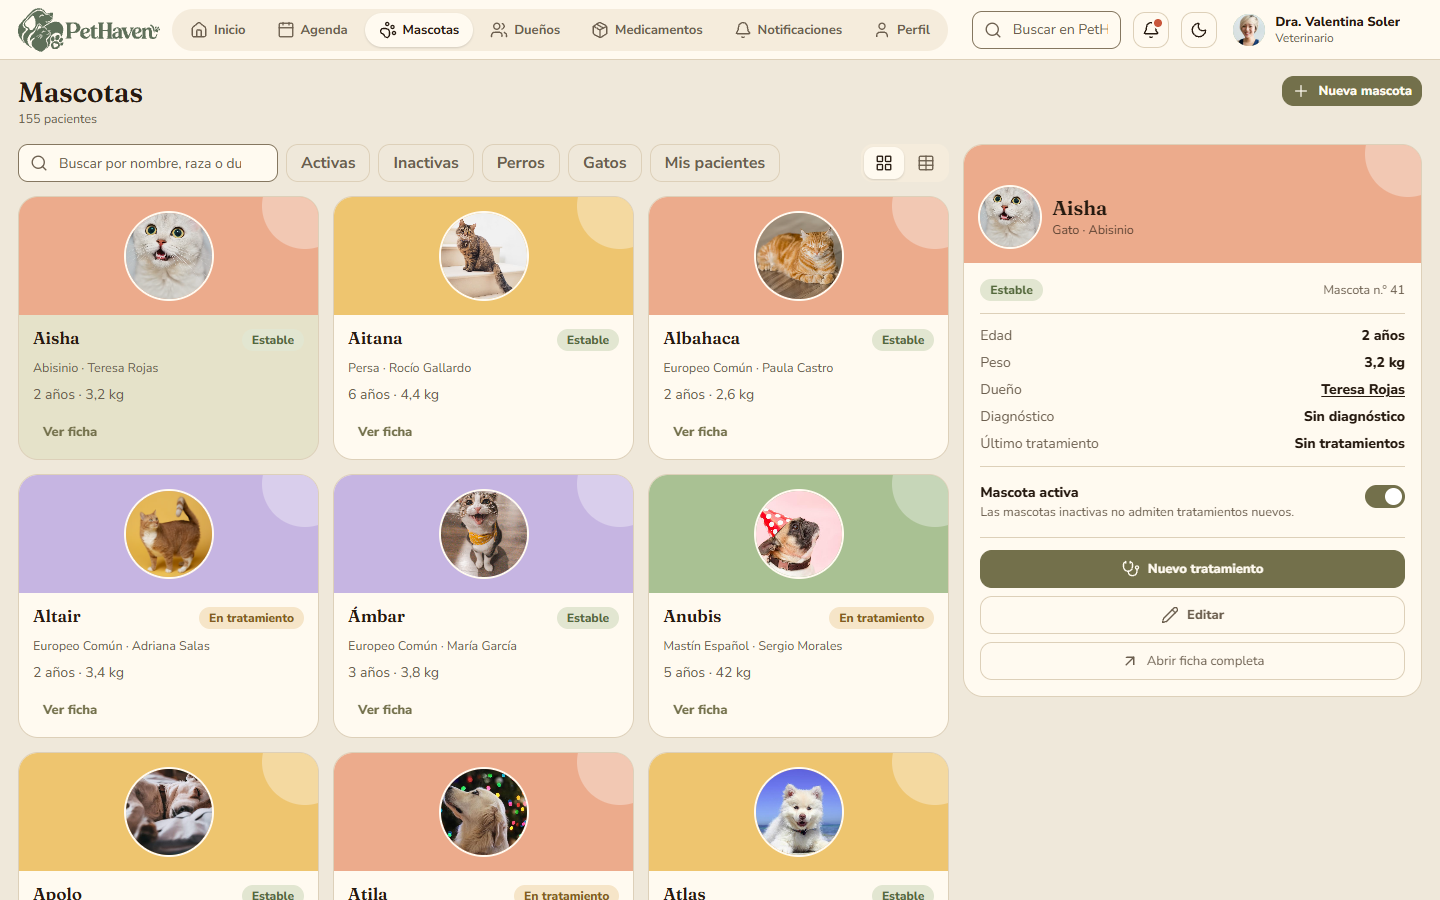 PetHaven
Inicio
Agenda
Mascotas
Dueños
Medicamentos
Notificaciones
Perfil
Buscar en PetH
Dra. Valentina Soler
Veterinario
Mascotas
155 pacientes
Nueva mascota
Buscar por nombre, raza o du
Activas
Inactivas
Perros
Gatos
Mis pacientes
Aisha
Estable
Abisinio · Teresa Rojas
2 años · 3,2 kg
Ver ficha
Aitana
Estable
Persa · Rocío Gallardo
6 años · 4,4 kg
Ver ficha
Albahaca
Estable
Europeo Común · Paula Castro
2 años · 2,6 kg
Ver ficha
Altair
En tratamiento
Europeo Común · Adriana Salas
2 años · 3,4 kg
Ver ficha
Ámbar
Estable
Europeo Común · María García
3 años · 3,8 kg
Ver ficha
Anubis
En tratamiento
Mastín Español · Sergio Morales
5 años · 42 kg
Ver ficha
Apolo
Estable
Atila
En tratamiento
Atlas
Estable
Aisha
Gato · Abisinio
Estable
Mascota n.º 41
Edad
2 años
Peso
3,2 kg
Dueño
Teresa Rojas
Diagnóstico
Sin diagnóstico
Último tratamiento
Sin tratamientos
Mascota activa
Las mascotas inactivas no admiten tratamientos nuevos.
Nuevo tratamiento
Editar
Abrir ficha completa